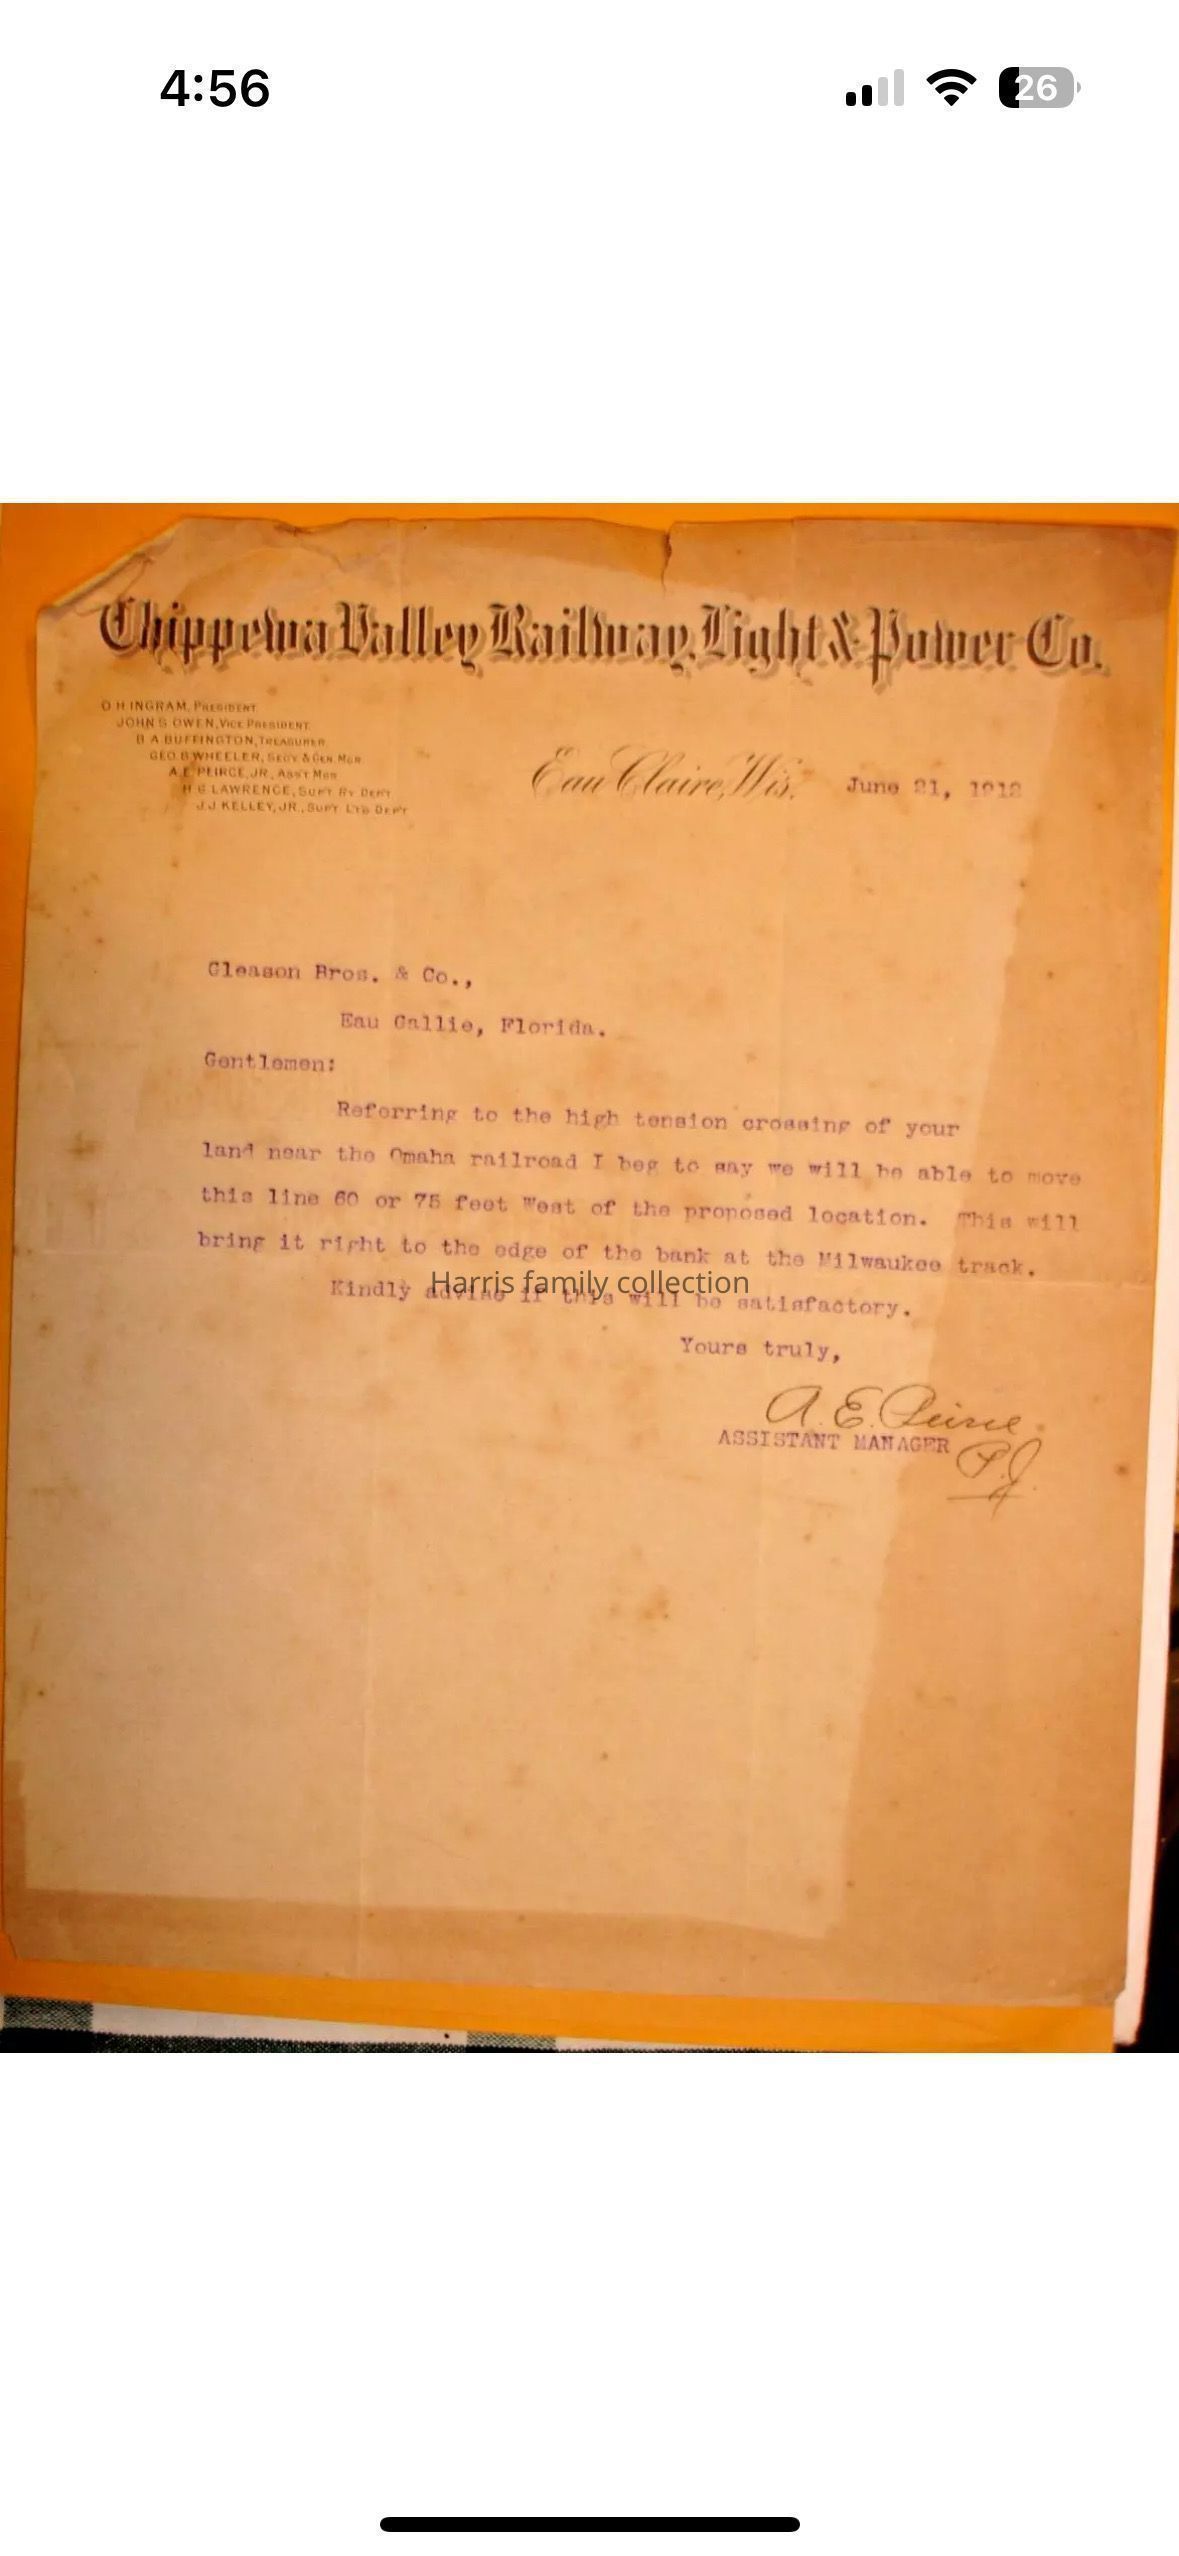 4:56
26
Chippewa Valley Railway, Light & Power Co.
O H INGRAM, PRESIDENT
JOHN S OWEN, VICE PRESIDENT
B A BUFFINGTON, TREASURER
GEO B WHEELER, SECY & GEN. MGR
A E PEIRCE, JR, ASS'T MGR
H G LAWRENCE, SUPT RY DEPT
J.J KELLEY, JR., SUPT LTG DEPT
Eau Claire, Wis. June 21, 1912
Gleason Bros. & Co.,
Eau Gallie, Florida.
Gentlemen:
Referring to the high tension crossing of your
land near the Omaha railroad I beg to say we will be able to move
this line 60 or 75 feet West of the proposed location. This will
bring it right to the edge of the bank at the Milwaukee track.
Harris family collection
Kindly advise if this will be satisfactory.
Yours truly,
A. E. Peirce
ASSISTANT MANAGER
P.J.